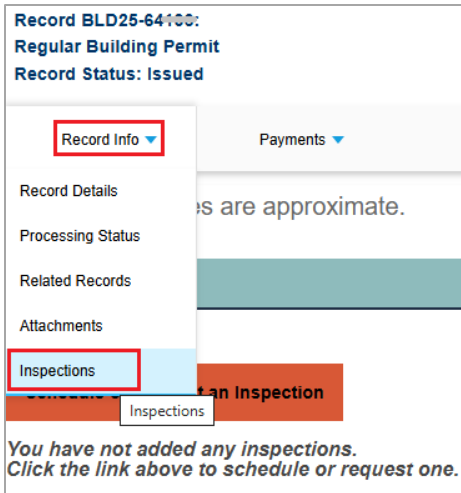 Record
Regular Building Permit
Record Status: Issued
Record Info Payments
Record Details
es are approximate.
Processing Status
Related Records
Attachments
Inspections
an Inspection
Inspections
You have not added any inspections.
Click the link above to schedule or request one.